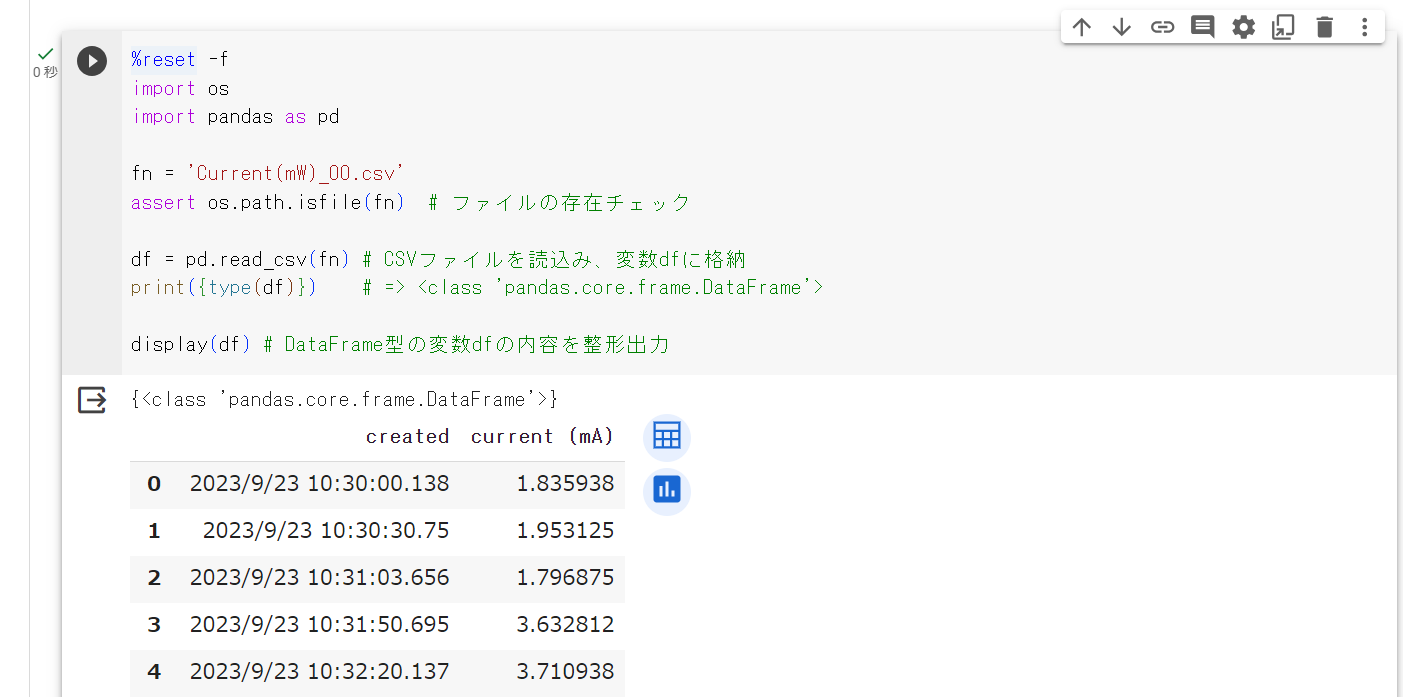 0 秒
%reset -f
import os
import pandas as pd
fn = 'Current(mW)_OO.csv'
assert os.path.isfile(fn)  # ファイルの存在チェック
df = pd.read_csv(fn) # CSVファイルを読込み、変数dfに格納
print({type(df)})    # => <class 'pandas.core.frame.DataFrame'>
display(df) # DataFrame型の変数dfの内容を整形出力
{<class 'pandas.core.frame.DataFrame'>}
created current (mA)
0 2023/9/23 10:30:00.138 1.835938
1 2023/9/23 10:30:30.75 1.953125
2 2023/9/23 10:31:03.656 1.796875
3 2023/9/23 10:31:50.695 3.632812
4 2023/9/23 10:32:20.137 3.710938